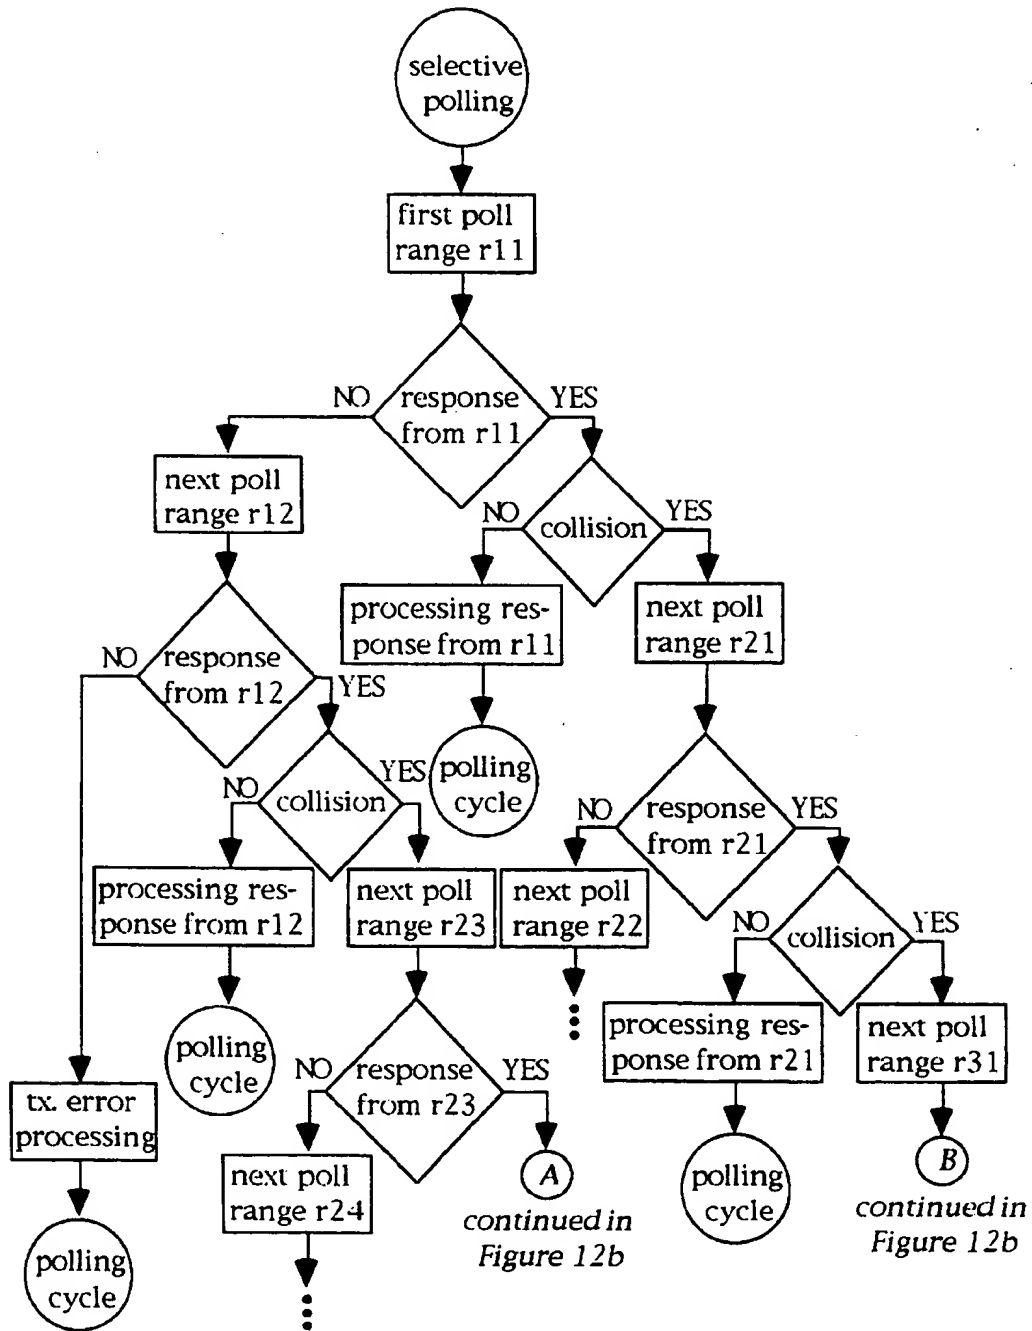 selective
polling
first poll
range r11
NO
response
from r11
YES
next poll
range r12
NO
collision
YES
processing res-
ponse from r11
next poll
range r21
NO
response
from r12
YES
polling
cycle
NO
collision
YES
NO
response
from r21
YES
processing res-
ponse from r12
next poll
range r23
next poll
range r22
NO
collision
YES
polling
cycle
NO
response
from r23
YES
processing res-
ponse from r21
next poll
range r31
tx. error
processing
next poll
range r24
A
continued in
Figure 12b
polling
cycle
B
continued in
Figure 12b
polling
cycle